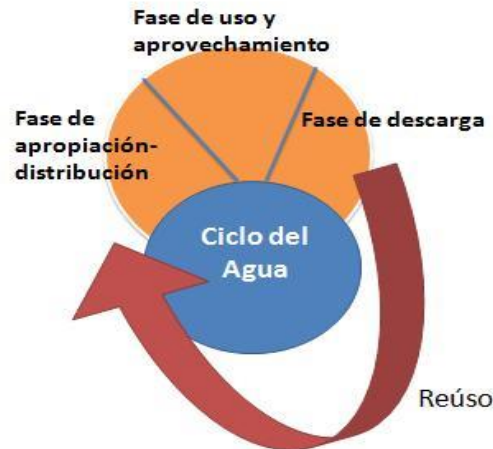 Fase de uso y
aprovechamiento
Fase de
apropiación-
distribución
Fase de descarga
Ciclo del
Agua
Reúso